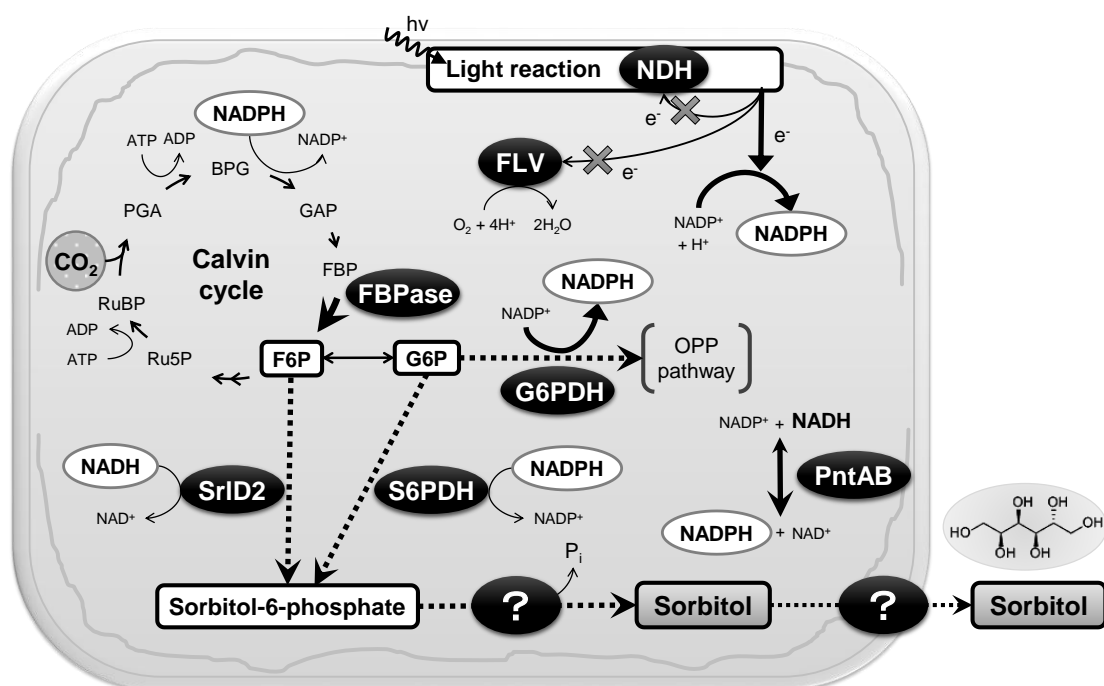 hν
Light reaction
NDH
e⁻
e⁻
e⁻
FLV
O₂ + 4H⁺
2H₂O
NADP⁺
+ H⁺
NADPH
NADPH
ATP
ADP
NADP⁺
BPG
PGA
GAP
CO₂
Calvin
cycle
FBP
FBPase
RuBP
ADP
ATP
Ru5P
F6P
G6P
NADP⁺
NADPH
G6PDH
OPP
pathway
NADH
NAD⁺
SrlD2
S6PDH
NADPH
NADP⁺
NADP⁺ + NADH
PntAB
NADPH + NAD⁺
Pi
Sorbitol-6-phosphate
?
Sorbitol
?
Sorbitol
HO
OH
OH
OH
OH
OH